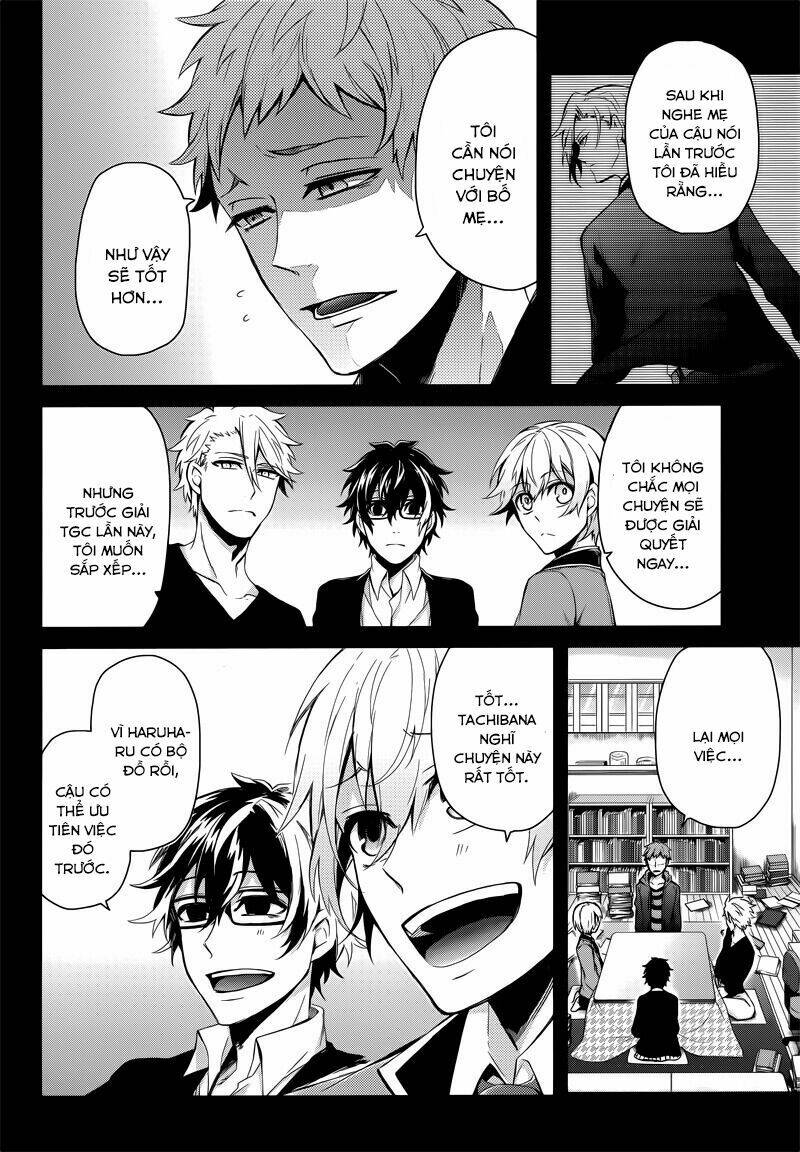 SAU KHI
NGHE MẸ
CỦA CẬU NÓI
LẦN TRƯỚC
TÔI ĐÃ HIỂU
RẰNG...
TÔI
CẦN NÓI
CHUYỆN
VỚI BỐ
MẸ...
NHƯ VẬY
SẼ TỐT
HƠN...
TÔI KHÔNG
CHẮC MỌI
CHUYỆN SẼ
ĐƯỢC GIẢI
QUYẾT
NGAY...
NHƯNG
TRƯỚC GIẢI
TGC LẦN NÀY,
TÔI MUỐN
SẮP XẾP...
LẠI MỌI
VIỆC...
TỐT...
TACHIBANA
NGHĨ
CHUYỆN NÀY
RẤT TỐT.
VÌ HARUHA-
RU CÓ BỘ
ĐỒ RỒI,
CẬU CÓ
THỂ ƯU
TIÊN VIỆC
ĐÓ
TRƯỚC.